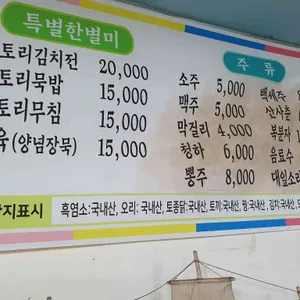 특별한별미
토리김치전 20,000
토리묵밥 15,000
토리무침 15,000
육(양념장묵) 15,000
주 류
소주 5,000 백세주
맥주 5,000 산사춘
막걸리 4,000 복분자
청하 6,000 음료수
뽕주 8,000 대잎소
지표시 흑염소:국내산, 오리: 국내산, 토종닭:국내산, 토끼:국내산, 꿩:국내산, 김치:국내산,